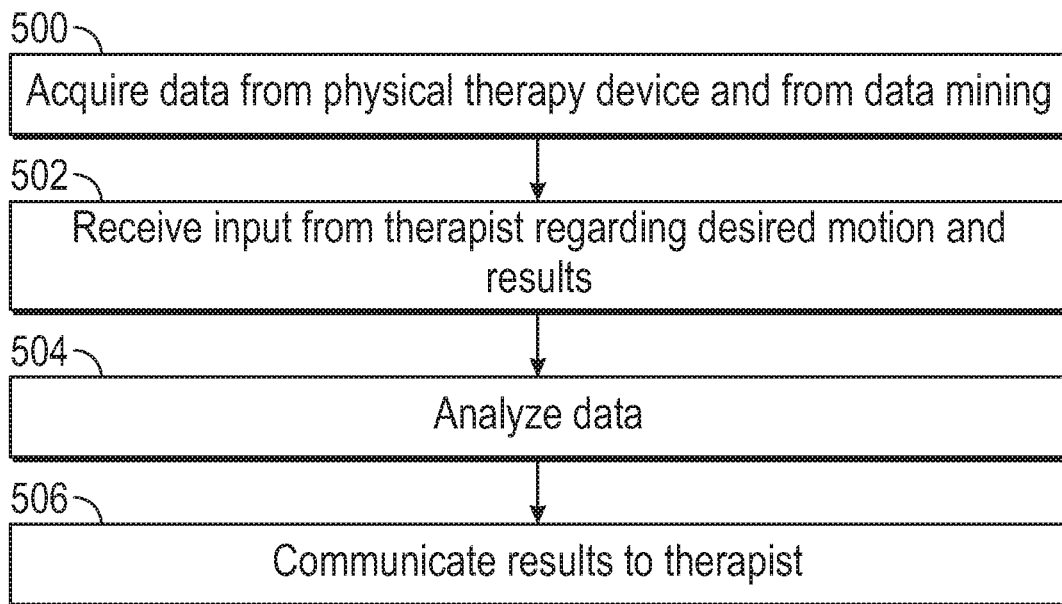 500
Acquire data from physical therapy device and from data mining
502
Receive input from therapist regarding desired motion and
results
504
Analyze data
506
Communicate results to therapist